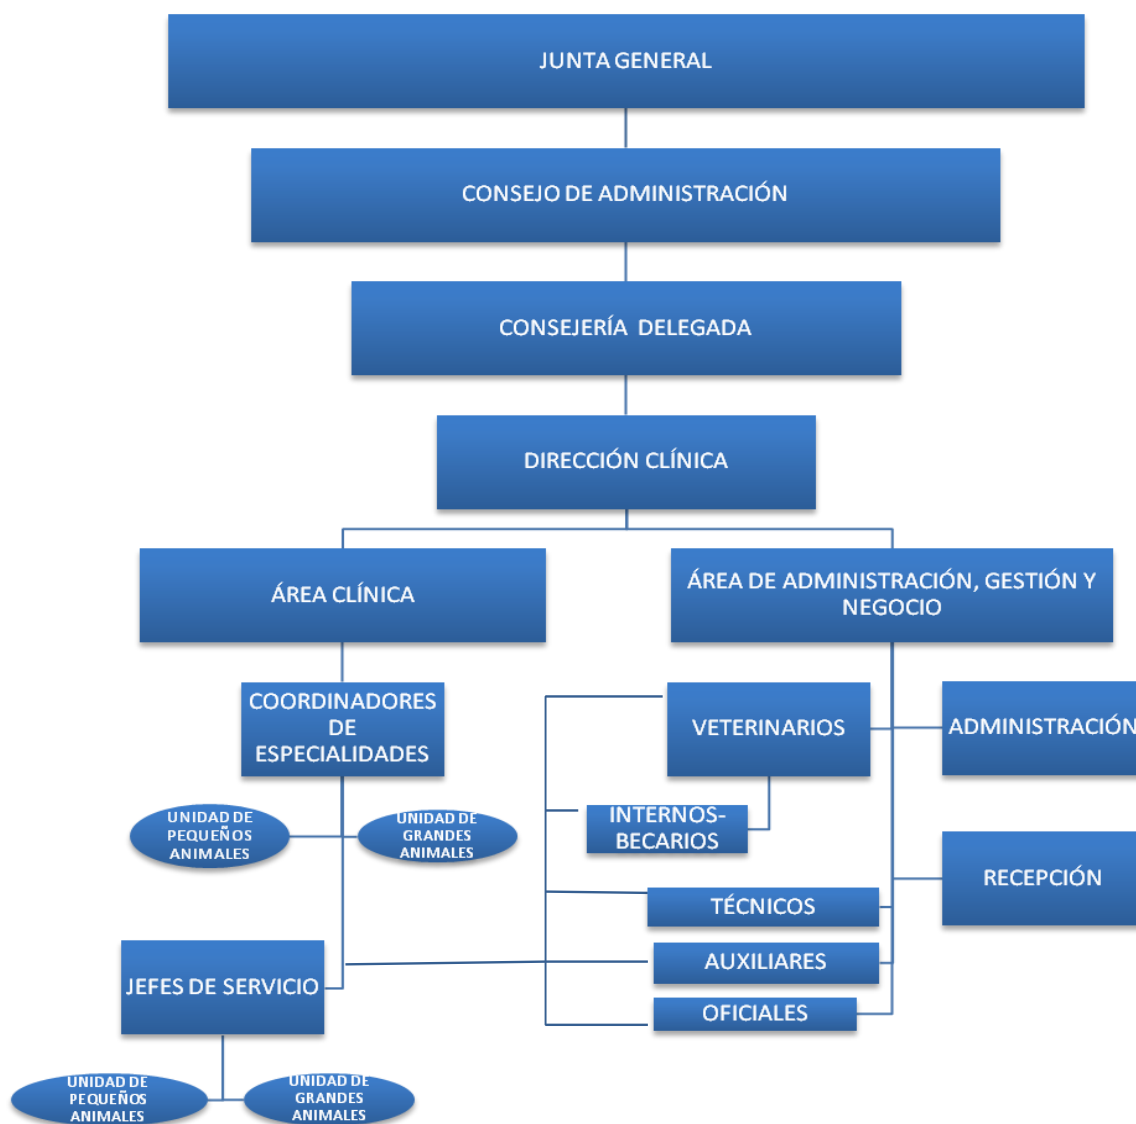 JUNTA GENERAL
CONSEJO DE ADMINISTRACIÓN
CONSEJERÍA DELEGADA
DIRECCIÓN CLÍNICA
ÁREA CLÍNICA
ÁREA DE ADMINISTRACIÓN, GESTIÓN Y
NEGOCIO
COORDINADORES
DE
ESPECIALIDADES
VETERINARIOS
ADMINISTRACIÓN
UNIDAD DE
PEQUEÑOS
ANIMALES
UNIDAD DE
GRANDES
ANIMALES
INTERNOS-
BECARIOS
RECEPCIÓN
TÉCNICOS
AUXILIARES
JEFES DE SERVICIO
OFICIALES
UNIDAD DE
PEQUEÑOS
ANIMALES
UNIDAD DE
GRANDES
ANIMALES